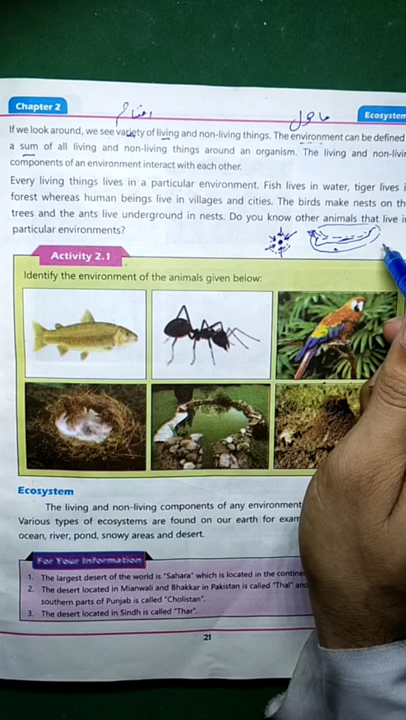 Chapter 2
Ecosystem
اقسام
ماحول
If we look around, we see variety of living and non-living things. The environment can be defined
a sum of all living and non-living things around an organism. The living and non-livin
components of an environment interact with each other.
Every living things lives in a particular environment. Fish lives in water, tiger lives i
forest whereas human beings live in villages and cities. The birds make nests on th
trees and the ants live underground in nests. Do you know other animals that live in
particular environments?
Activity 2.1
Identify the environment of the animals given below:
Ecosystem
The living and non-living components of any environment
Various types of ecosystems are found on our earth for exam
ocean, river, pond, snowy areas and desert.
For Your Information
1. The largest desert of the world is "Sahara" which is located in the contine
2. The desert located in Mianwali and Bhakkar in Pakistan is called "Thal" and
southern parts of Punjab is called "Cholistan".
3. The desert located in Sindh is called "Thar".
21